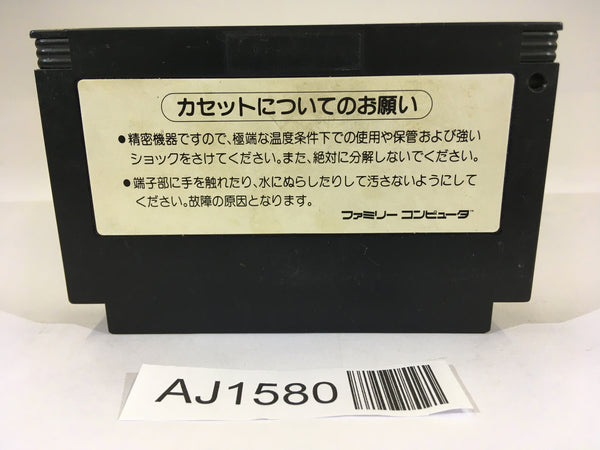 カセットについてのお願い
●精密機器ですので、極端な温度条件下での使用や保管および強い
ショックをさけてください。また、絶対に分解しないでください。
●端子部に手を触れたり、水にぬらしたりして汚さないようにして
ください。故障の原因となります。
ファミリーコンピュータ™
AJ1580